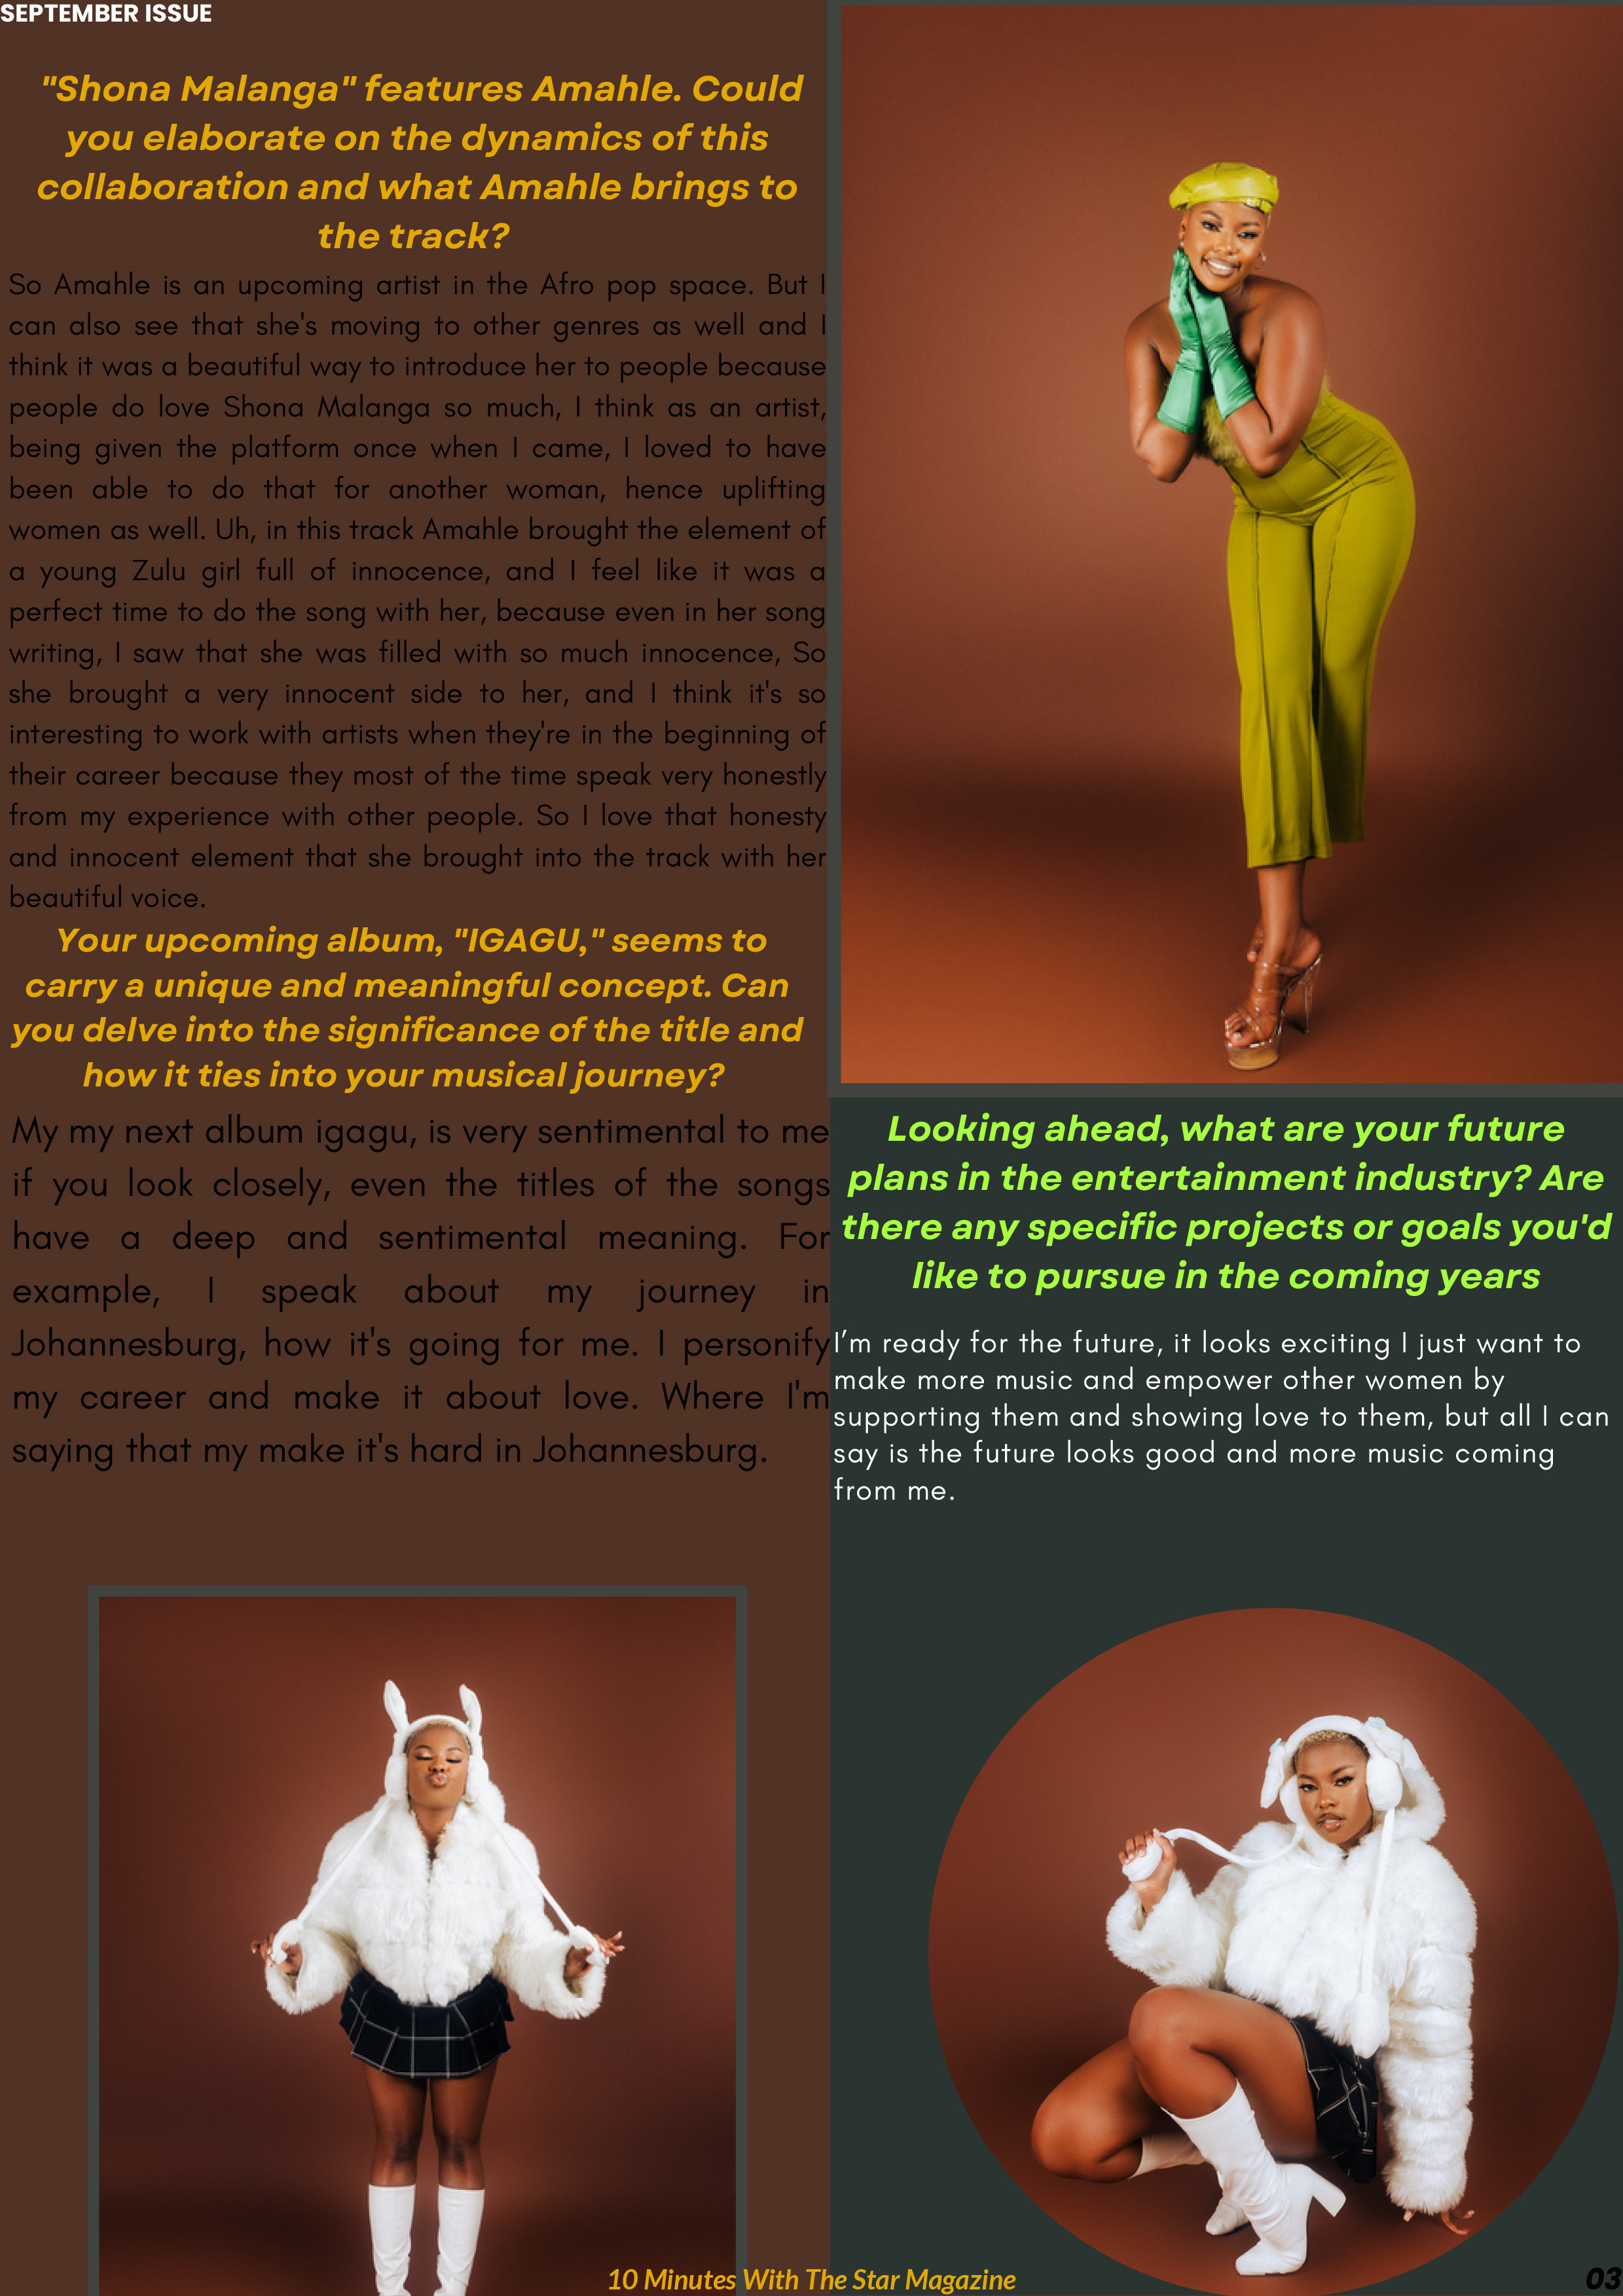 SEPTEMBER ISSUE
"Shona Malanga" features Amahle. Could
you elaborate on the dynamics of this
collaboration and what Amahle brings to
the track?
So Amahle is an upcoming artist in the Afro pop space. But I
can also see that she's moving to other genres as well and I
think it was a beautiful way to introduce her to people because
people do love Shona Malanga so much, I think as an artist,
being given the platform once when I came, I loved to have
been able to do that for another woman, hence uplifting
women as well. Uh, in this track Amahle brought the element of
a young Zulu girl full of innocence, and I feel like it was a
perfect time to do the song with her, because even in her song
writing, I saw that she was filled with so much innocence, So
she brought a very innocent side to her, and I think it's so
interesting to work with artists when they're in the beginning of
their career because they most of the time speak very honestly
from my experience with other people. So I love that honesty
and innocent element that she brought into the track with her
beautiful voice.
Your upcoming album, "IGAGU," seems to
carry a unique and meaningful concept. Can
you delve into the significance of the title and
how it ties into your musical journey?
My my next album igagu, is very sentimental to me
if you look closely, even the titles of the songs
have a deep and sentimental meaning. For
example, I speak about my journey in
Johannesburg, how it's going for me. I personify
my career and make it about love. Where I'm
saying that my make it's hard in Johannesburg.
Looking ahead, what are your future
plans in the entertainment industry? Are
there any specific projects or goals you'd
like to pursue in the coming years
I'm ready for the future, it looks exciting I just want to
make more music and empower other women by
supporting them and showing love to them, but all I can
say is the future looks good and more music coming
from me.
10 Minutes With The Star Magazine
03